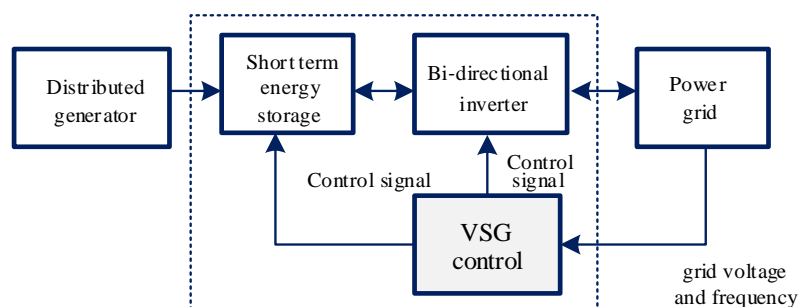 Distributed
generator
Short term
energy
storage
Bi-directional
inverter
Power
grid
Control signal
Control
signal
VSG
control
grid voltage
and frequency